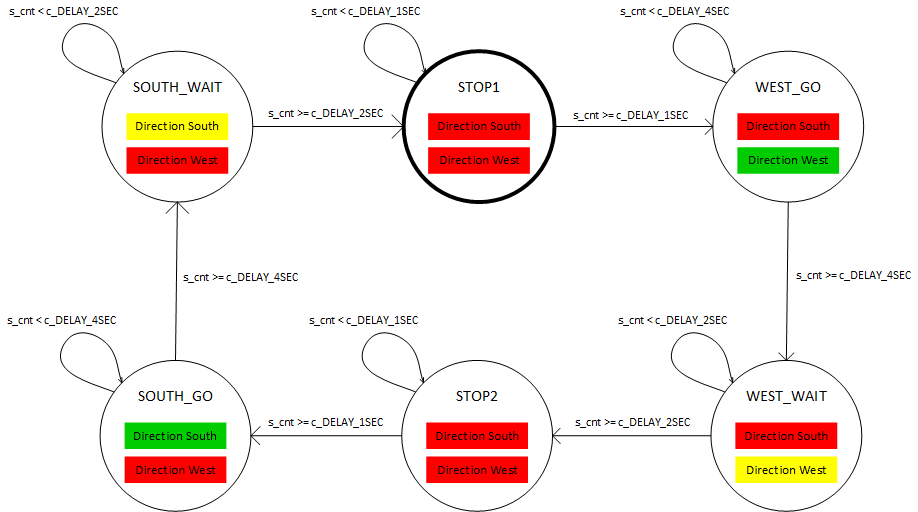 s_cnt < c_DELAY_2SEC
s_cnt < c_DELAY_1SEC
s_cnt < c_DELAY_4SEC
SOUTH_WAIT
Direction South
Direction West
s_cnt >= c_DELAY_2SEC
STOP1
Direction South
Direction West
s_cnt >= c_DELAY_1SEC
WEST_GO
Direction South
Direction West
s_cnt >= c_DELAY_4SEC
s_cnt >= c_DELAY_4SEC
s_cnt < c_DELAY_4SEC
s_cnt < c_DELAY_1SEC
s_cnt < c_DELAY_2SEC
SOUTH_GO
Direction South
Direction West
s_cnt >= c_DELAY_1SEC
STOP2
Direction South
Direction West
s_cnt >= c_DELAY_2SEC
WEST_WAIT
Direction South
Direction West